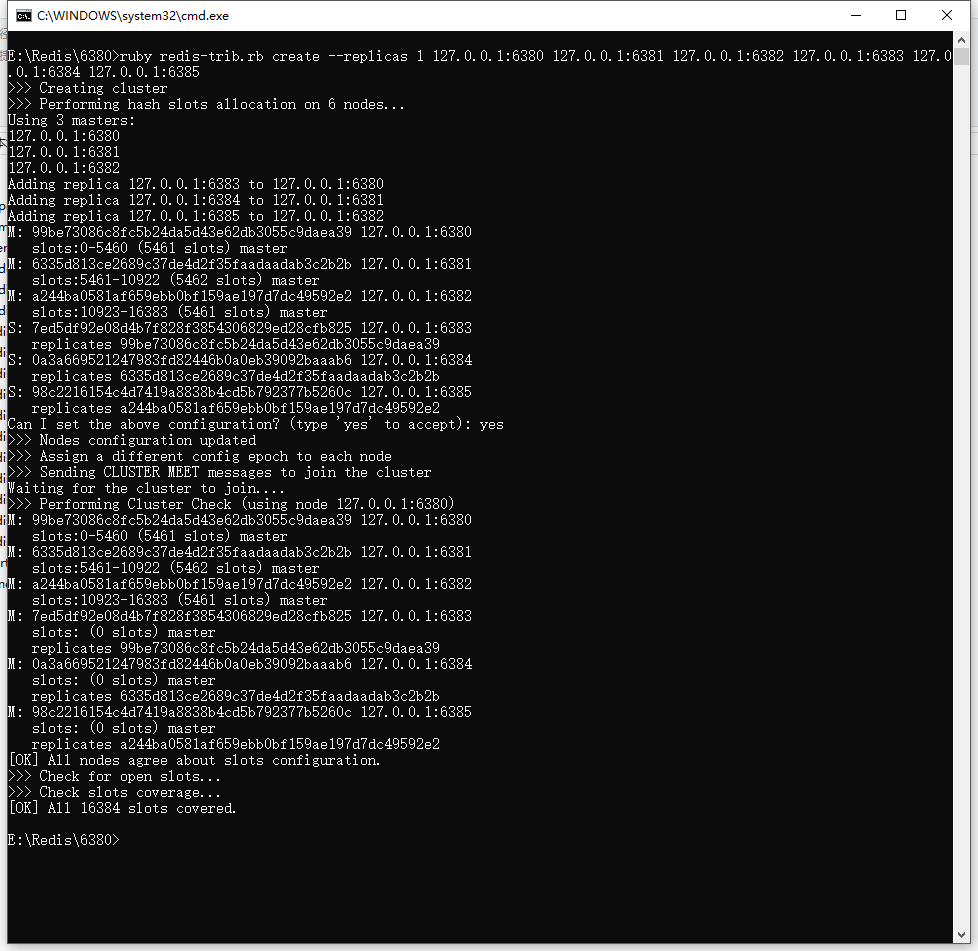 C:\WINDOWS\system32\cmd.exe
E:\Redis\6380>ruby redis-trib.rb create --replicas 1 127.0.0.1:6380 127.0.0.1:6381 127.0.0.1:6382 127.0.0.1:6383 127.0
.0.1:6384 127.0.0.1:6385
>>> Creating cluster
>>> Performing hash slots allocation on 6 nodes...
Using 3 masters:
127.0.0.1:6380
127.0.0.1:6381
127.0.0.1:6382
Adding replica 127.0.0.1:6383 to 127.0.0.1:6380
Adding replica 127.0.0.1:6384 to 127.0.0.1:6381
Adding replica 127.0.0.1:6385 to 127.0.0.1:6382
M: 99be73086c8fc5b24da5d43e62db3055c9daea39 127.0.0.1:6380
slots:0-5460 (5461 slots) master
M: 6335d813ce2689c37de4d2f35faadaadab3c2b2b 127.0.0.1:6381
slots:5461-10922 (5462 slots) master
M: a244ba0581af659ebb0bf159ae197d7dc49592e2 127.0.0.1:6382
slots:10923-16383 (5461 slots) master
S: 7ed5df92e08d4b7f828f3854306829ed28cfb825 127.0.0.1:6383
replicates 99be73086c8fc5b24da5d43e62db3055c9daea39
S: 0a3a669521247983fd82446b0a0eb39092baaab6 127.0.0.1:6384
replicates 6335d813ce2689c37de4d2f35faadaadab3c2b2b
S: 98c2216154c4d7419a8838b4cd5b792377b5260c 127.0.0.1:6385
replicates a244ba0581af659ebb0bf159ae197d7dc49592e2
Can I set the above configuration? (type 'yes' to accept): yes
>>> Nodes configuration updated
>>> Assign a different config epoch to each node
>>> Sending CLUSTER MEET messages to join the cluster
Waiting for the cluster to join....
>>> Performing Cluster Check (using node 127.0.0.1:6380)
M: 99be73086c8fc5b24da5d43e62db3055c9daea39 127.0.0.1:6380
slots:0-5460 (5461 slots) master
M: 6335d813ce2689c37de4d2f35faadaadab3c2b2b 127.0.0.1:6381
slots:5461-10922 (5462 slots) master
M: a244ba0581af659ebb0bf159ae197d7dc49592e2 127.0.0.1:6382
slots:10923-16383 (5461 slots) master
M: 7ed5df92e08d4b7f828f3854306829ed28cfb825 127.0.0.1:6383
slots: (0 slots) master
replicates 99be73086c8fc5b24da5d43e62db3055c9daea39
M: 0a3a669521247983fd82446b0a0eb39092baaab6 127.0.0.1:6384
slots: (0 slots) master
replicates 6335d813ce2689c37de4d2f35faadaadab3c2b2b
M: 98c2216154c4d7419a8838b4cd5b792377b5260c 127.0.0.1:6385
slots: (0 slots) master
replicates a244ba0581af659ebb0bf159ae197d7dc49592e2
[OK] All nodes agree about slots configuration.
>>> Check for open slots...
>>> Check slots coverage...
[OK] All 16384 slots covered.
E:\Redis\6380>